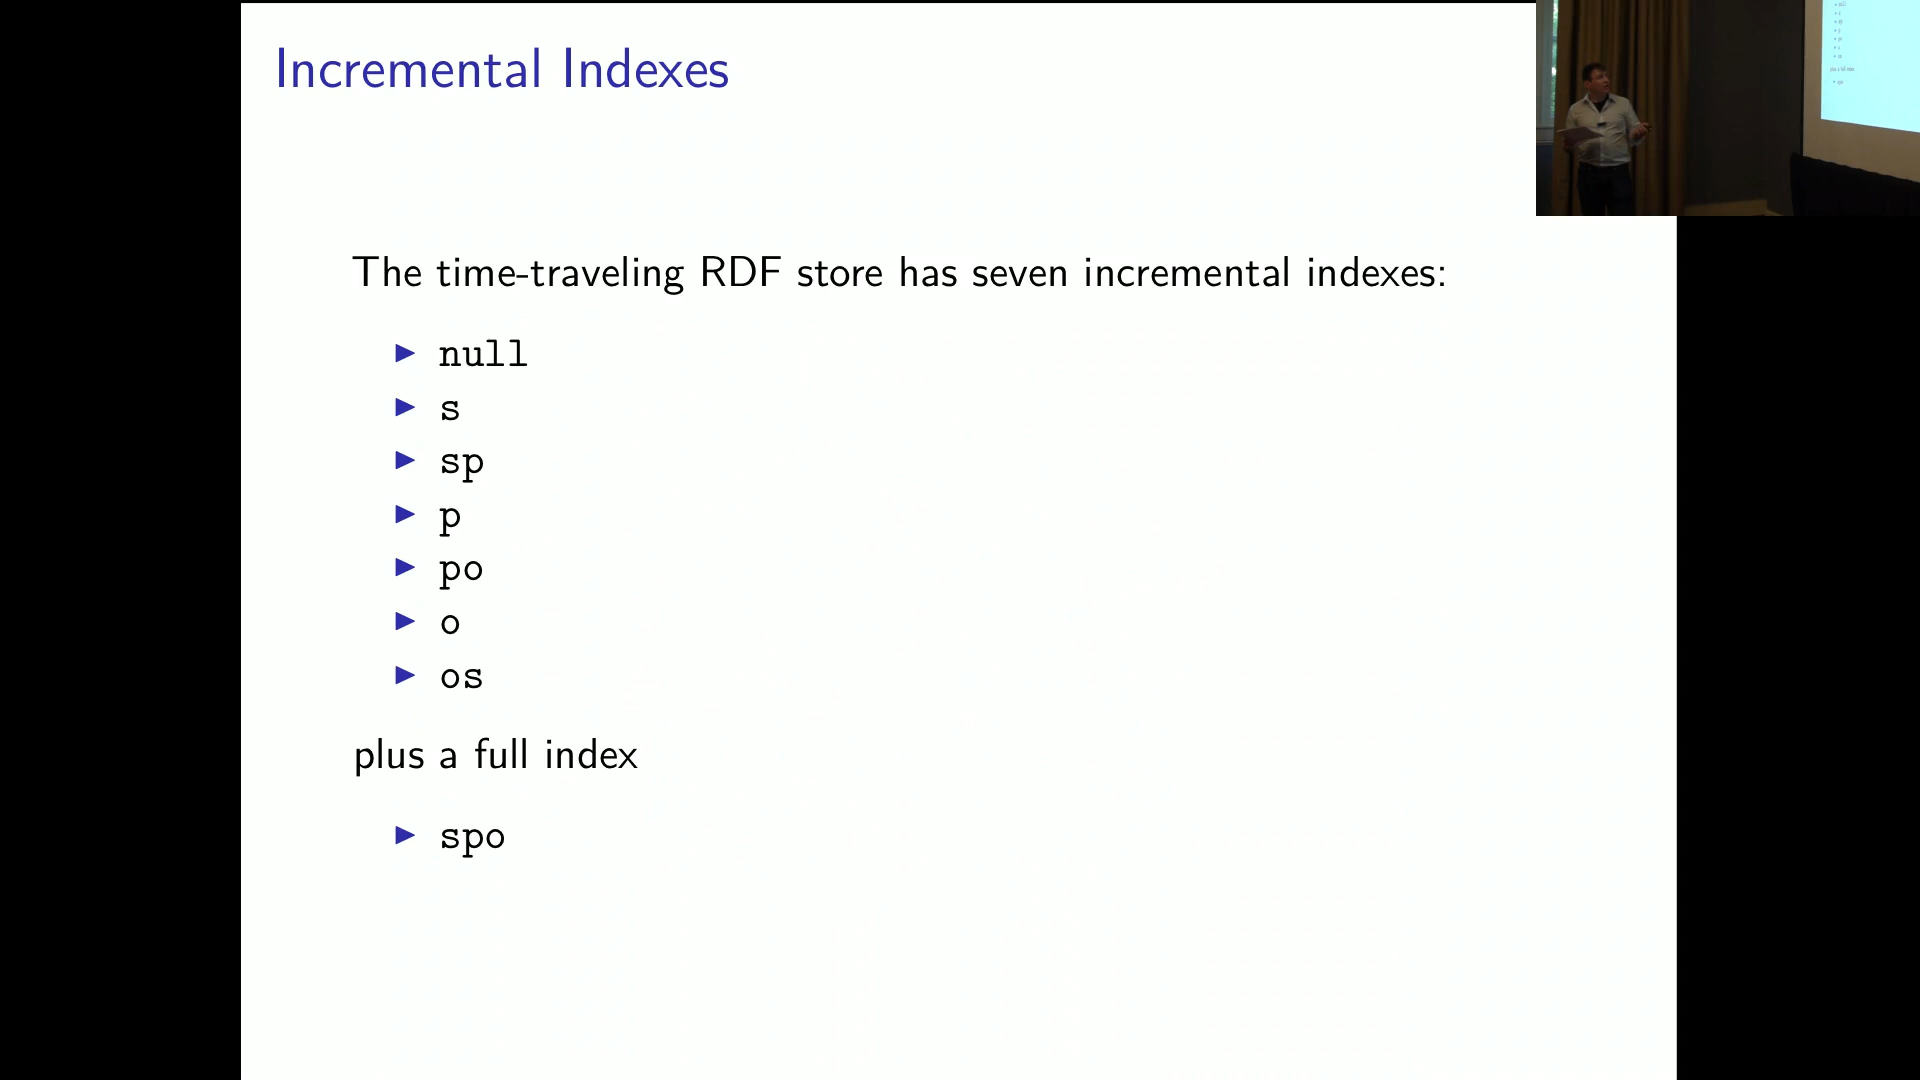 Incremental Indexes
The time-traveling RDF store has seven incremental indexes:
null
s
sp
p
po
o
os
plus a full index
spo